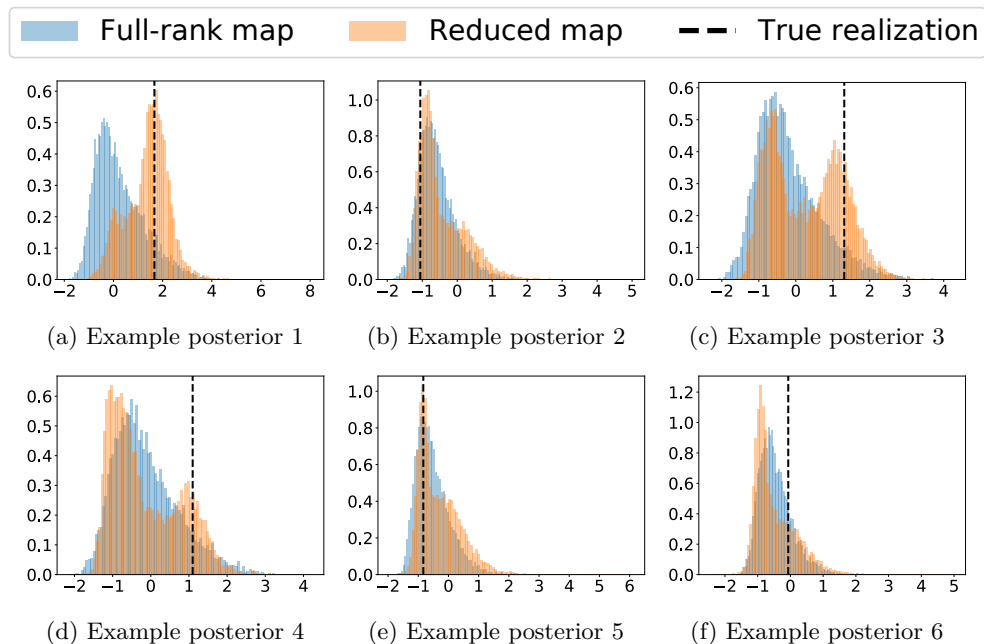 Full-rank map Reduced map True realization
0.6 0.5 0.4 0.3 0.2 0.1 0.0
−2 0 2 4 6 8
1.0 0.8 0.6 0.4 0.2 0.0
−2 −1 0 1 2 3 4 5
0.6 0.5 0.4 0.3 0.2 0.1 0.0
−2 −1 0 1 2 3 4
(a) Example posterior 1 (b) Example posterior 2 (c) Example posterior 3
0.6 0.5 0.4 0.3 0.2 0.1 0.0
−2 −1 0 1 2 3 4
1.0 0.8 0.6 0.4 0.2 0.0
−2 −1 0 1 2 3 4 5 6
1.2 1.0 0.8 0.6 0.4 0.2 0.0
−2 −1 0 1 2 3 4 5
(d) Example posterior 4 (e) Example posterior 5 (f) Example posterior 6